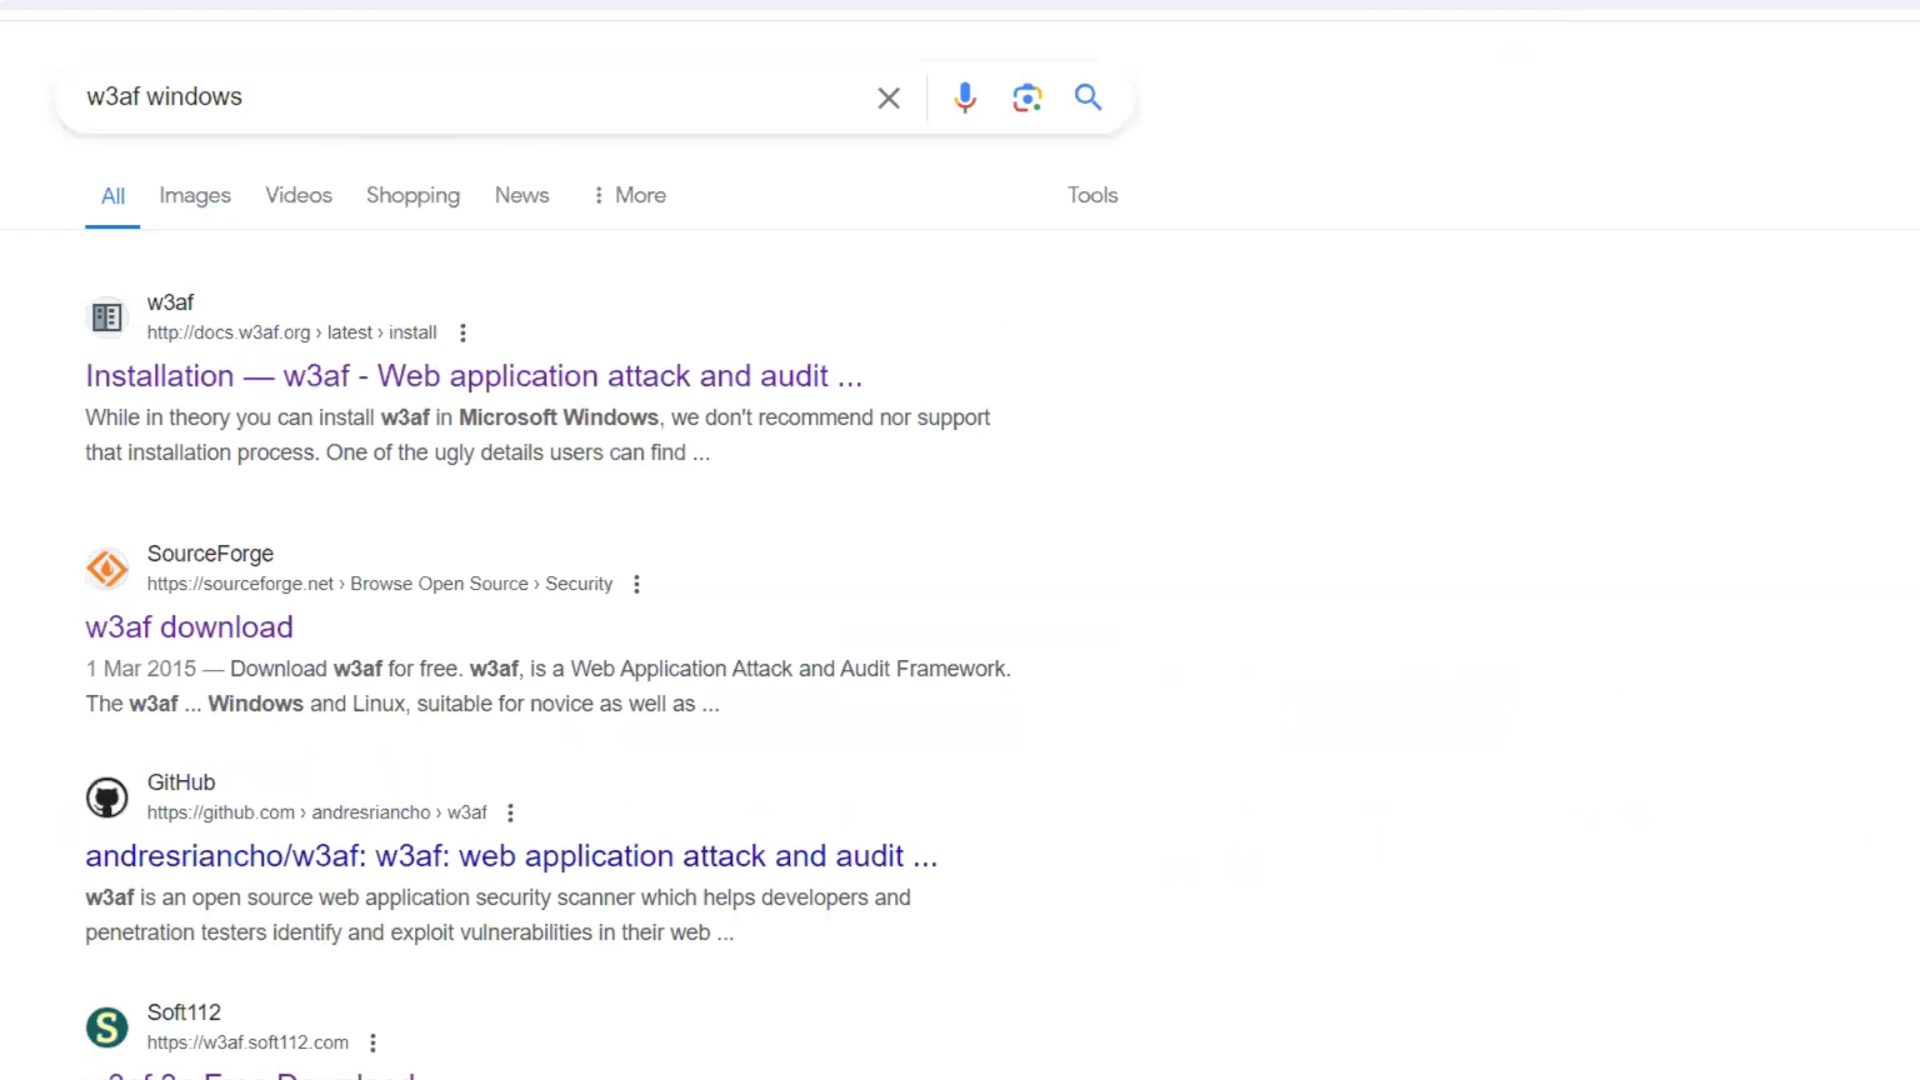 w3af windows
All Images Videos Shopping News More Tools
w3af
http://docs.w3af.org › latest › install
Installation — w3af - Web application attack and audit ...
While in theory you can install w3af in Microsoft Windows, we don't recommend nor support
that installation process. One of the ugly details users can find ...
SourceForge
https://sourceforge.net › Browse Open Source › Security
w3af download
1 Mar 2015 — Download w3af for free. w3af, is a Web Application Attack and Audit Framework.
The w3af ... Windows and Linux, suitable for novice as well as ...
GitHub
https://github.com › andresriancho › w3af
andresriancho/w3af: w3af: web application attack and audit ...
w3af is an open source web application security scanner which helps developers and
penetration testers identify and exploit vulnerabilities in their web ...
Soft112
https://w3af.soft112.com
Free Download